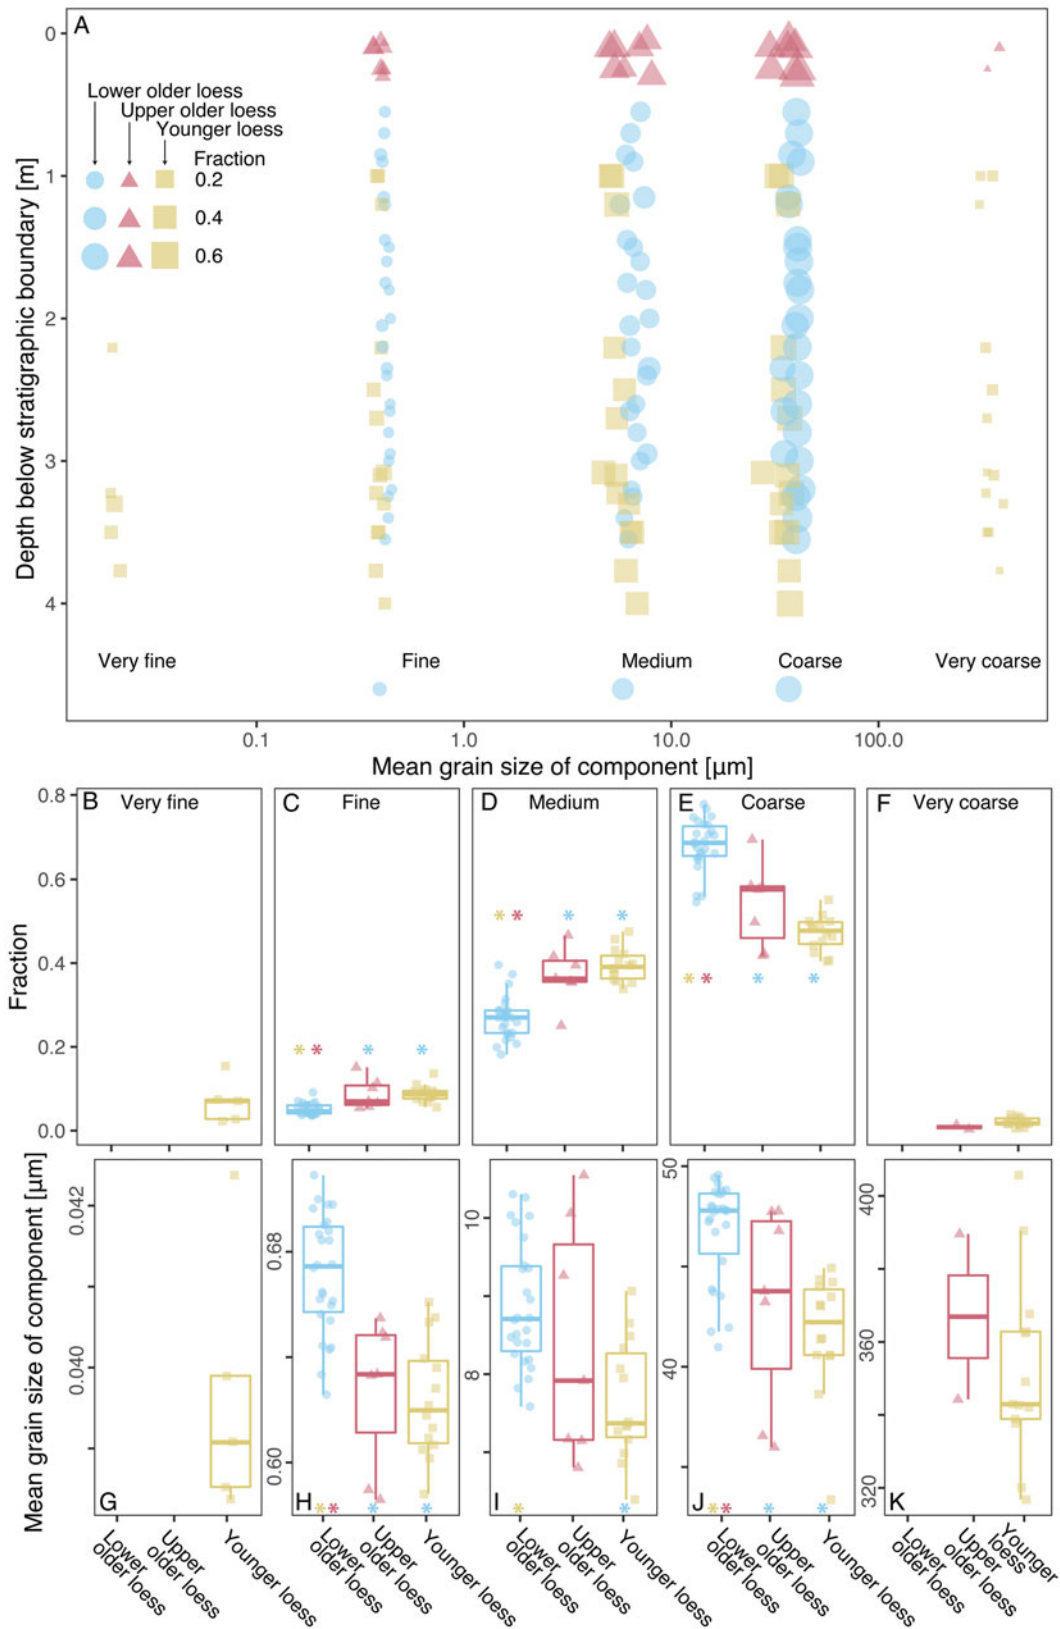 A
0
Lower older loess
Upper older loess
Younger loess
Fraction
0.2
0.4
0.6
1
2
3
4
Depth below stratigraphic boundary [m]
Very fine
Fine
Medium
Coarse
Very coarse
0.1
1.0
10.0
100.0
Mean grain size of component [µm]
B
Very fine
C
Fine
D
Medium
E
Coarse
F
Very coarse
0.8
0.6
0.4
0.2
0.0
Fraction
* *
*
*
* *
*
*
* *
*
*
Mean grain size of component [µm]
0.042
0.040
G
0.68
0.60
H
* *
*
*
10
8
I
*
*
50
40
J
* *
*
*
400
360
320
K
Lower
older loess
Upper
older loess
Younger loess
Lower
older loess
Upper
older loess
Younger loess
Lower
older loess
Upper
older loess
Younger loess
Lower
older loess
Upper
older loess
Younger loess
Lower
older loess
Upper
older loess
Younger
loess